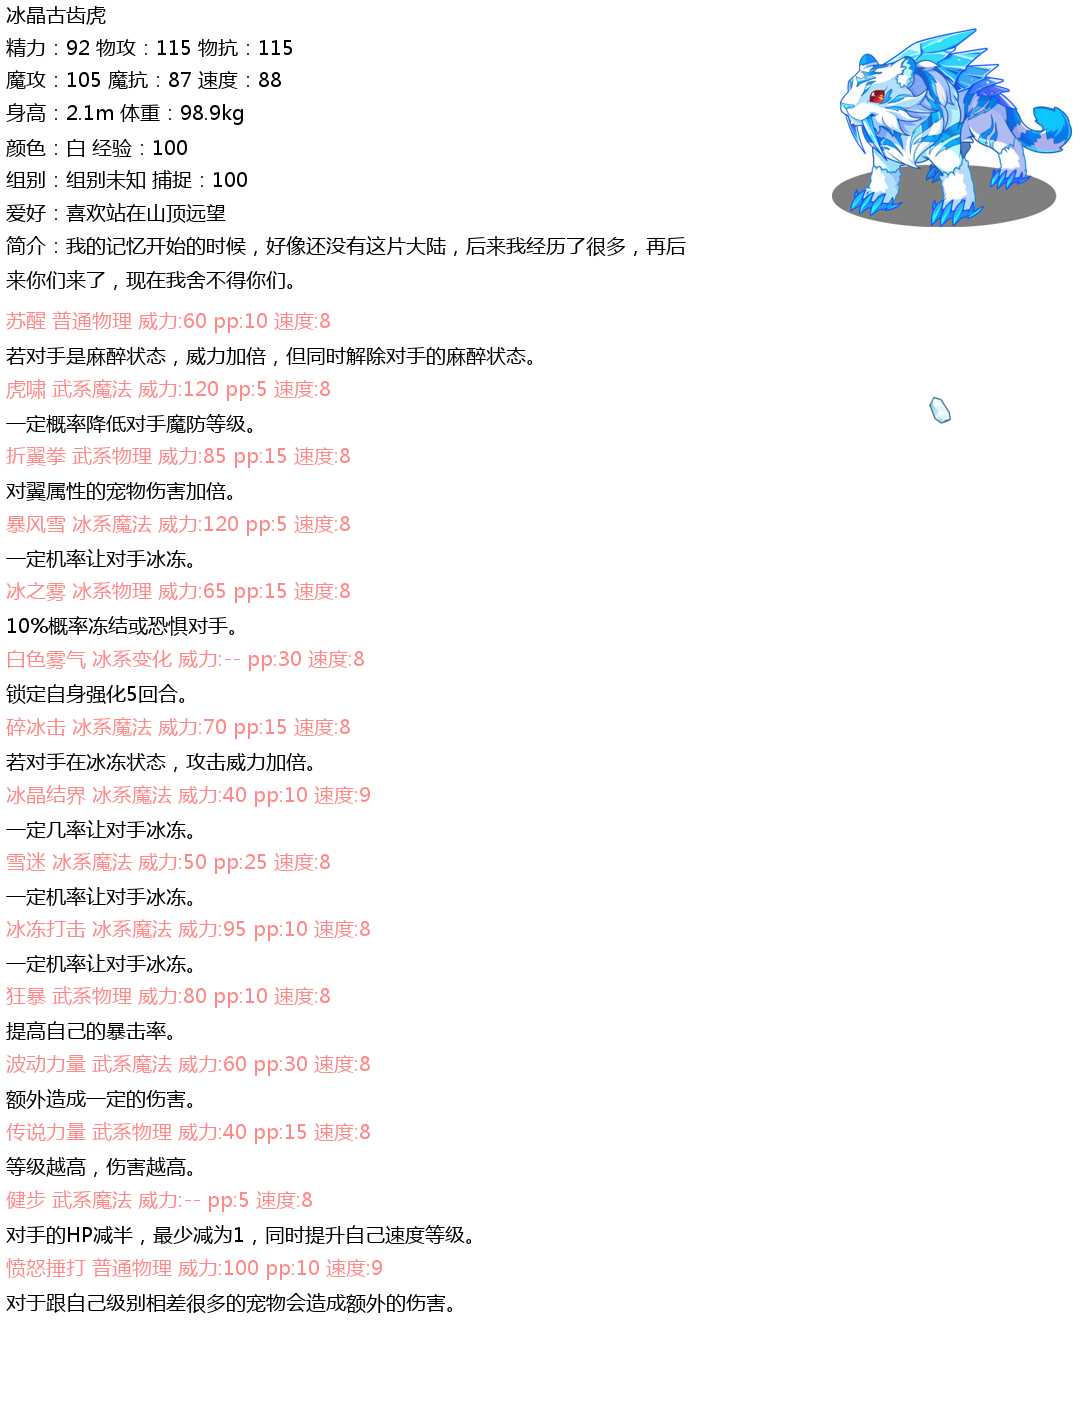 冰晶古齿虎
精力：92 物攻：115 物抗：115
魔攻：105 魔抗：87 速度：88
身高：2.1m 体重：98.9kg
颜色：白 经验：100
组别：组别未知 捕捉：100
爱好：喜欢站在山顶远望
简介：我的记忆开始的时候，好像还没有这片大陆，后来我经历了很多，再后
来你们来了，现在我舍不得你们。
苏醒 普通物理 威力:60 pp:10 速度:8
若对手是麻醉状态，威力加倍，但同时解除对手的麻醉状态。
虎啸 武系魔法 威力:120 pp:5 速度:8
一定概率降低对手魔防等级。
折翼拳 武系物理 威力:85 pp:15 速度:8
对翼属性的宠物伤害加倍。
暴风雪 冰系魔法 威力:120 pp:5 速度:8
一定机率让对手冰冻。
冰之雾 冰系物理 威力:65 pp:15 速度:8
10%概率冻结或恐惧对手。
白色雾气 冰系变化 威力:-- pp:30 速度:8
锁定自身强化5回合。
碎冰击 冰系魔法 威力:70 pp:15 速度:8
若对手在冰冻状态，攻击威力加倍。
冰晶结界 冰系魔法 威力:40 pp:10 速度:9
一定几率让对手冰冻。
雪迷 冰系魔法 威力:50 pp:25 速度:8
一定机率让对手冰冻。
冰冻打击 冰系魔法 威力:95 pp:10 速度:8
一定机率让对手冰冻。
狂暴 武系物理 威力:80 pp:10 速度:8
提高自己的暴击率。
波动力量 武系魔法 威力:60 pp:30 速度:8
额外造成一定的伤害。
传说力量 武系物理 威力:40 pp:15 速度:8
等级越高，伤害越高。
健步 武系魔法 威力:-- pp:5 速度:8
对手的HP减半，最少减为1，同时提升自己速度等级。
愤怒捶打 普通物理 威力:100 pp:10 速度:9
对于跟自己级别相差很多的宠物会造成额外的伤害。